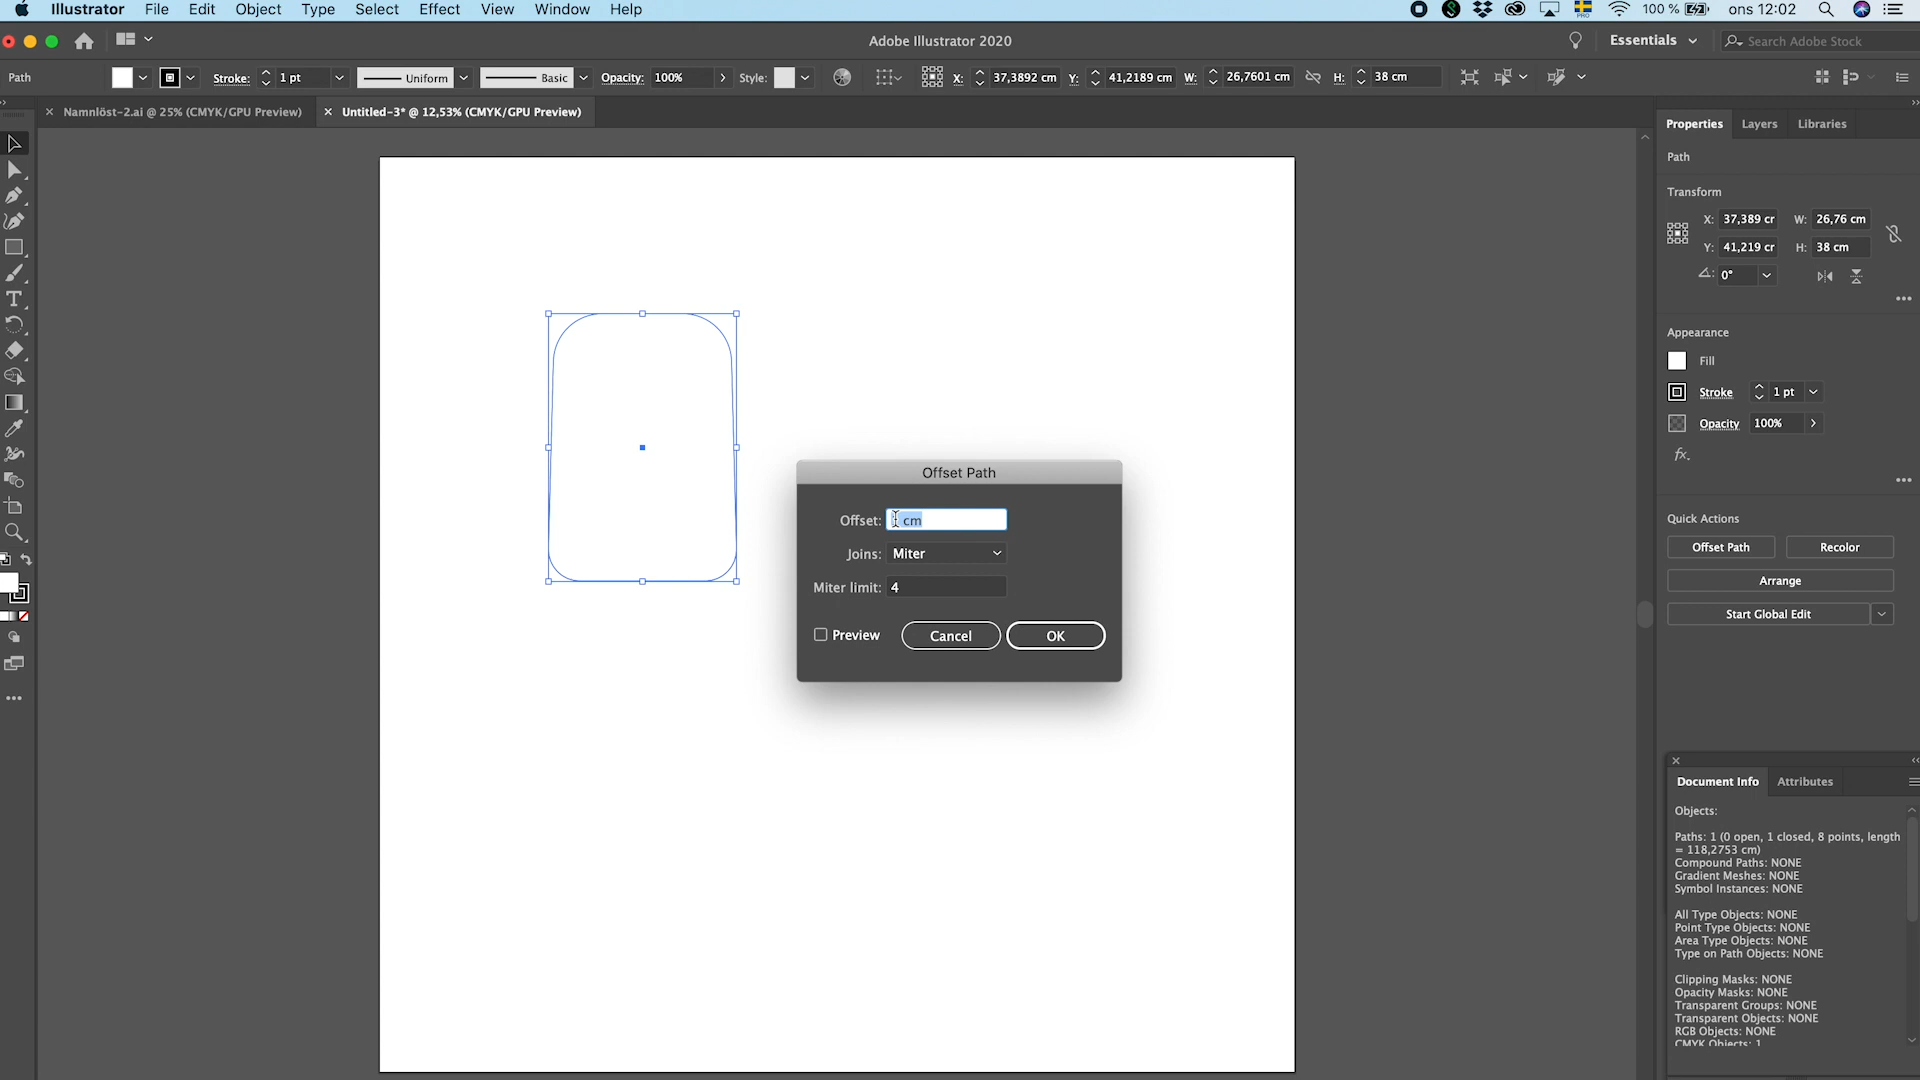 Illustrator File Edit Object Type Select Effect View Window Help
100 % ons 12:02
Adobe Illustrator 2020
Essentials
Search Adobe Stock
Path
Stroke: 1 pt Uniform Basic Opacity: 100% Style: X: 37,3892 cm Y: 41,2189 cm W: 26,7601 cm H: 38 cm
Namnlöst-2.ai @ 25% (CMYK/GPU Preview)
Untitled-3* @ 12,53% (CMYK/GPU Preview)
Properties Layers Libraries
Path
Transform
X: 37,389 cr W: 26,76 cm
Y: 41,219 cr H: 38 cm
0°
Appearance
Fill
Stroke 1 pt
Opacity 100%
fx.
Quick Actions
Offset Path Recolor
Arrange
Start Global Edit
Offset Path
Offset: cm
Joins: Miter
Miter limit: 4
Preview Cancel OK
Document Info Attributes
Objects:
Paths: 1 (0 open, 1 closed, 8 points, length
= 118,2753 cm)
Compound Paths: NONE
Gradient Meshes: NONE
Symbol Instances: NONE
All Type Objects: NONE
Point Type Objects: NONE
Area Type Objects: NONE
Type on Path Objects: NONE
Clipping Masks: NONE
Opacity Masks: NONE
Transparent Groups: NONE
Transparent Objects: NONE
RGB Objects: NONE
CMYK Objects: 1